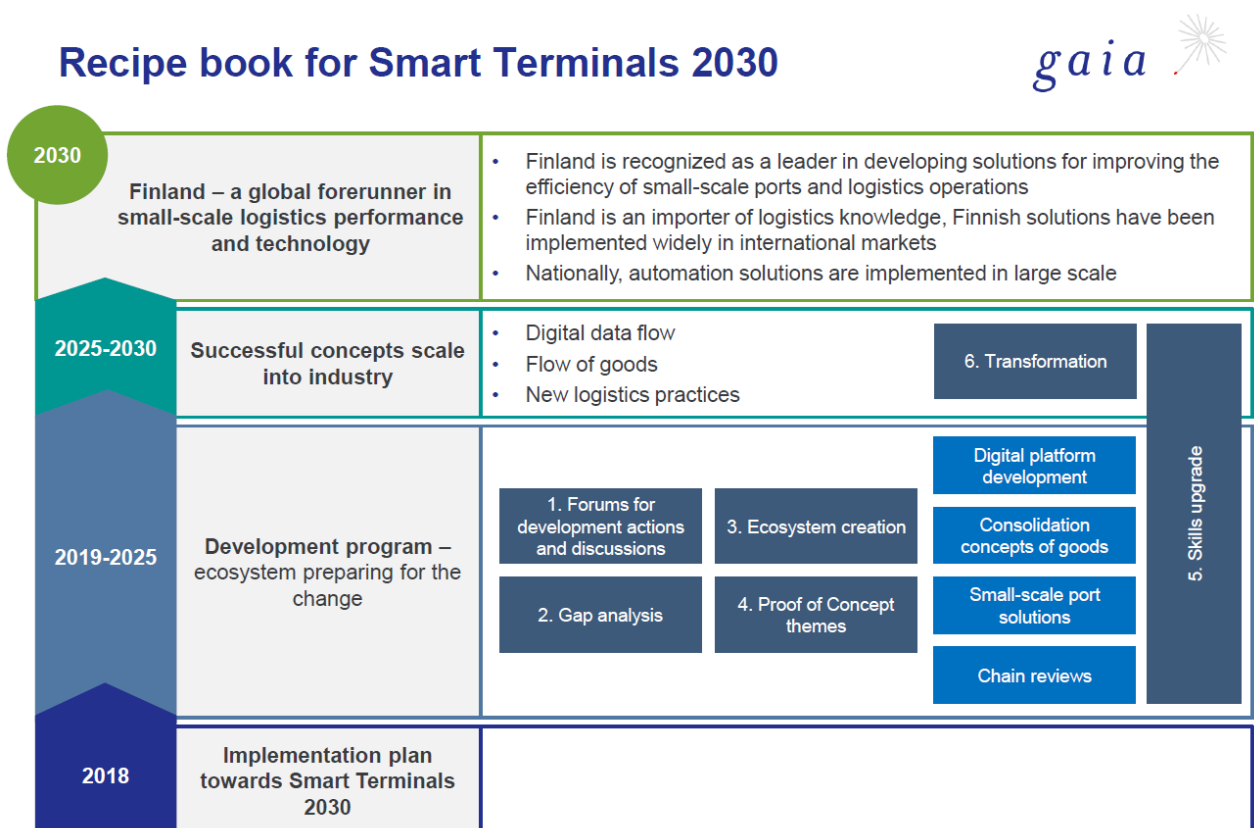 Recipe book for Smart Terminals 2030
gaia
2030
Finland – a global forerunner in
small-scale logistics performance
and technology
• Finland is recognized as a leader in developing solutions for improving the
efficiency of small-scale ports and logistics operations
• Finland is an importer of logistics knowledge, Finnish solutions have been
implemented widely in international markets
• Nationally, automation solutions are implemented in large scale
2025-2030
Successful concepts scale
into industry
• Digital data flow
• Flow of goods
• New logistics practices
6. Transformation
2019-2025
Development program –
ecosystem preparing for the
change
1. Forums for
development actions
and discussions
2. Gap analysis
3. Ecosystem creation
4. Proof of Concept
themes
Digital platform
development
Consolidation
concepts of goods
Small-scale port
solutions
Chain reviews
5. Skills upgrade
2018
Implementation plan
towards Smart Terminals
2030